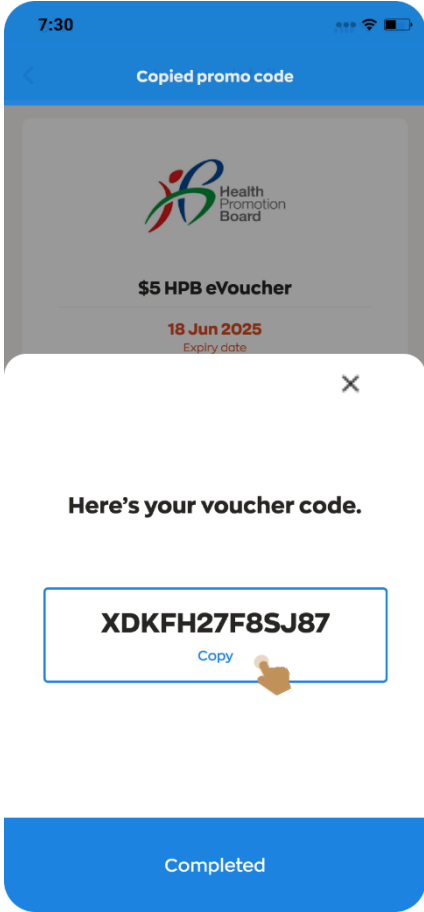 7:30
Copied promo code
Health
Promotion
Board
$5 HPB eVoucher
18 Jun 2025
Expiry date
Here's your voucher code.
XDKFH27F8SJ87
Copy
Completed